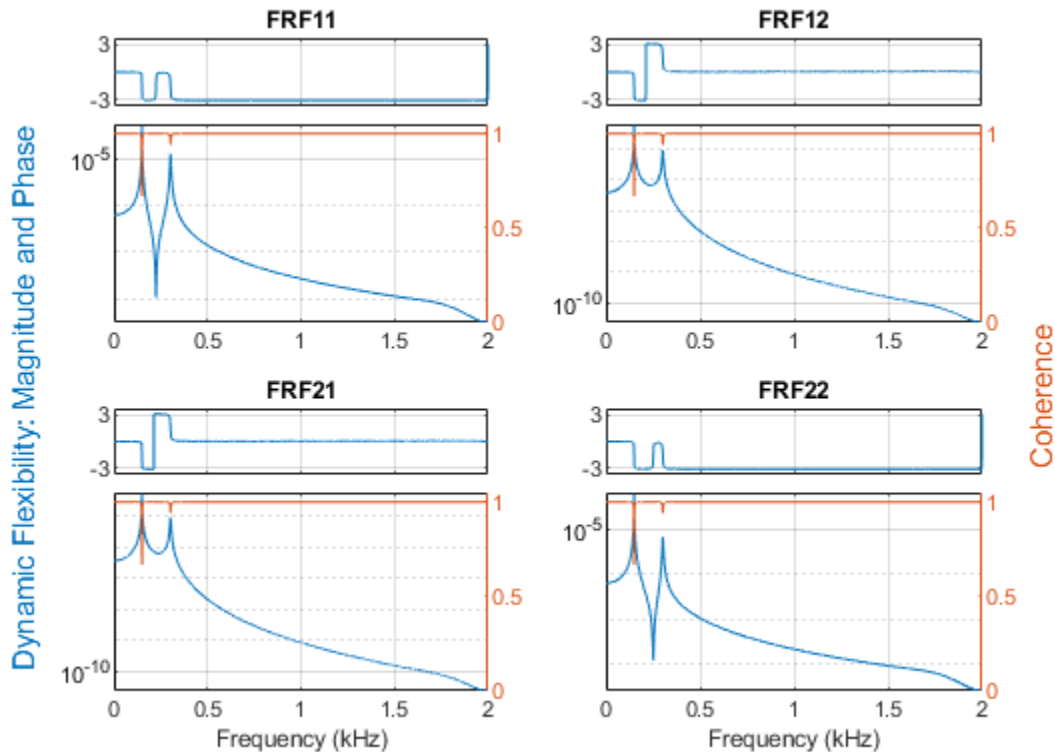 Dynamic Flexibility: Magnitude and Phase
FRF11
3
-3
10^-5
1
0.5
0
0 0.5 1 1.5 2
FRF12
3
-3
10^-10
1
0.5
0
0 0.5 1 1.5 2
FRF21
3
-3
10^-10
1
0.5
0
0 0.5 1 1.5 2
Frequency (kHz)
FRF22
3
-3
10^-5
1
0.5
0
0 0.5 1 1.5 2
Frequency (kHz)
Coherence